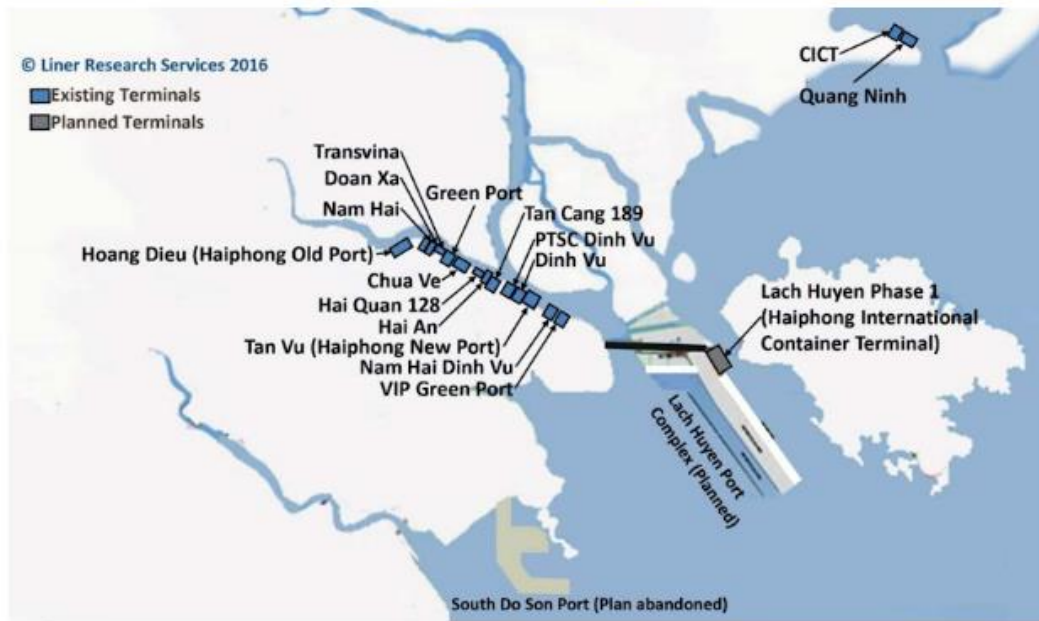 © Liner Research Services 2016
Existing Terminals
Planned Terminals
CICT
Quang Ninh
Transvina
Doan Xa
Green Port
Nam Hai
Tan Cang 189
Hoang Dieu (Haiphong Old Port)
PTSC Dinh Vu
Dinh Vu
Chua Ve
Hai Quan 128
Hai An
Tan Vu (Haiphong New Port)
Nam Hai Dinh Vu
VIP Green Port
Lach Huyen Phase 1
(Haiphong International
Container Terminal)
Lach Huyen Port
Complex (Planned)
South Do Son Port (Plan abandoned)